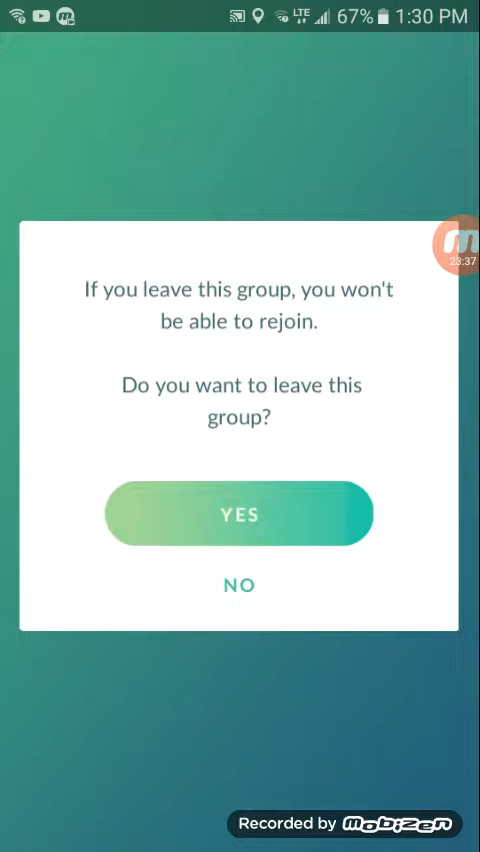 LTE 67% 1:30 PM
m
23:37
If you leave this group, you won't
be able to rejoin.
Do you want to leave this
group?
YES
NO
Recorded by mobizen